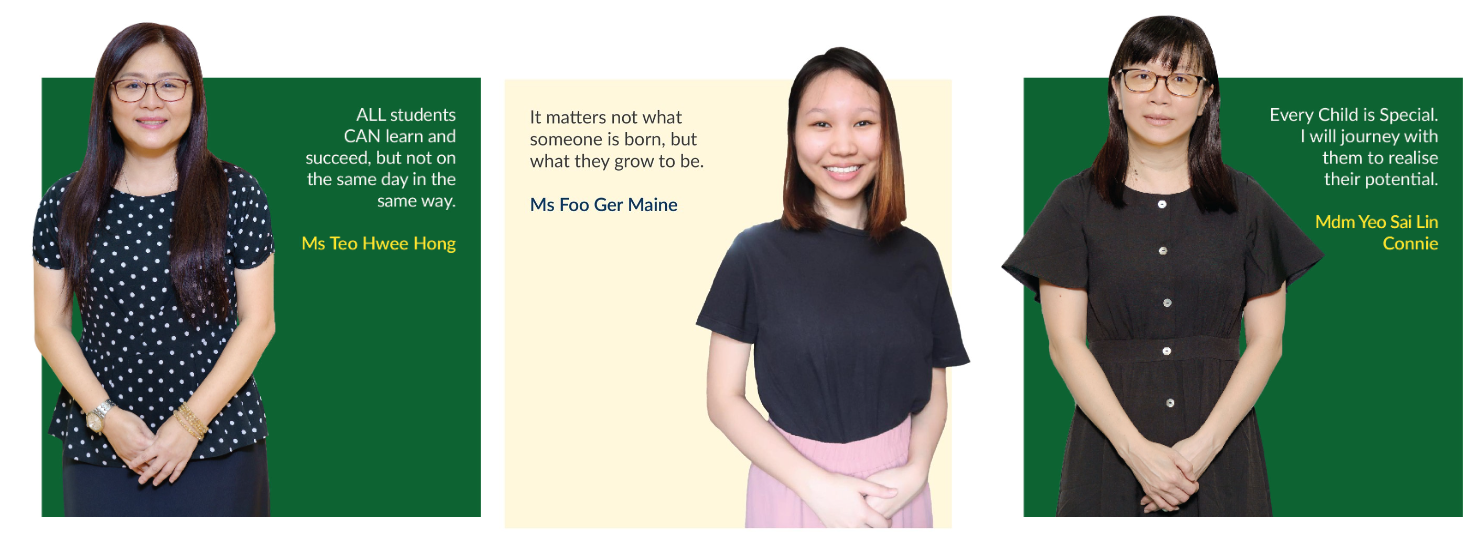 ALL students
CAN learn and
succeed, but not on
the same day in the
same way.
Ms Teo Hwee Hong
It matters not what
someone is born, but
what they grow to be.
Ms Foo Ger Maine
Every Child is Special.
I will journey with
them to realise
their potential.
Mdm Yeo Sai Lin
Connie